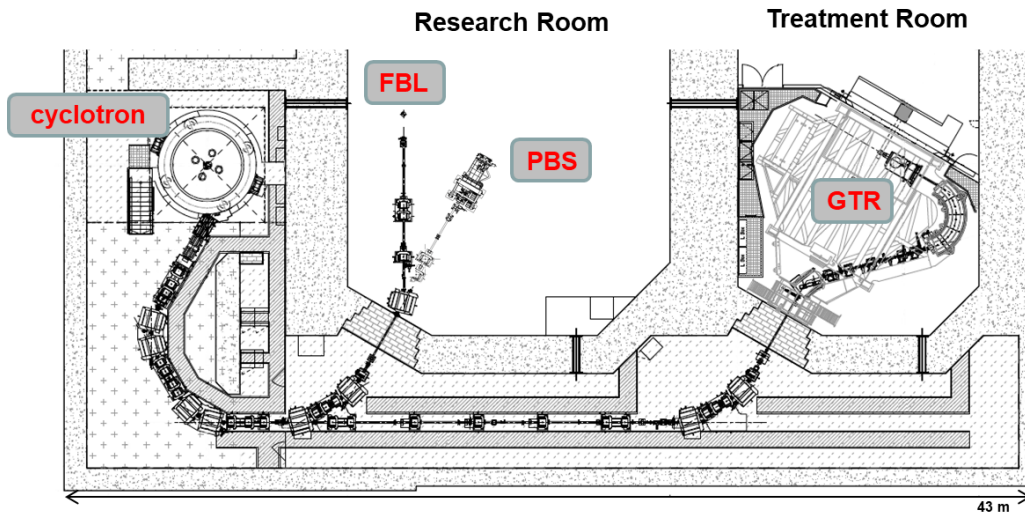 Research Room
Treatment Room
FBL
cyclotron
PBS
GTR
43 m